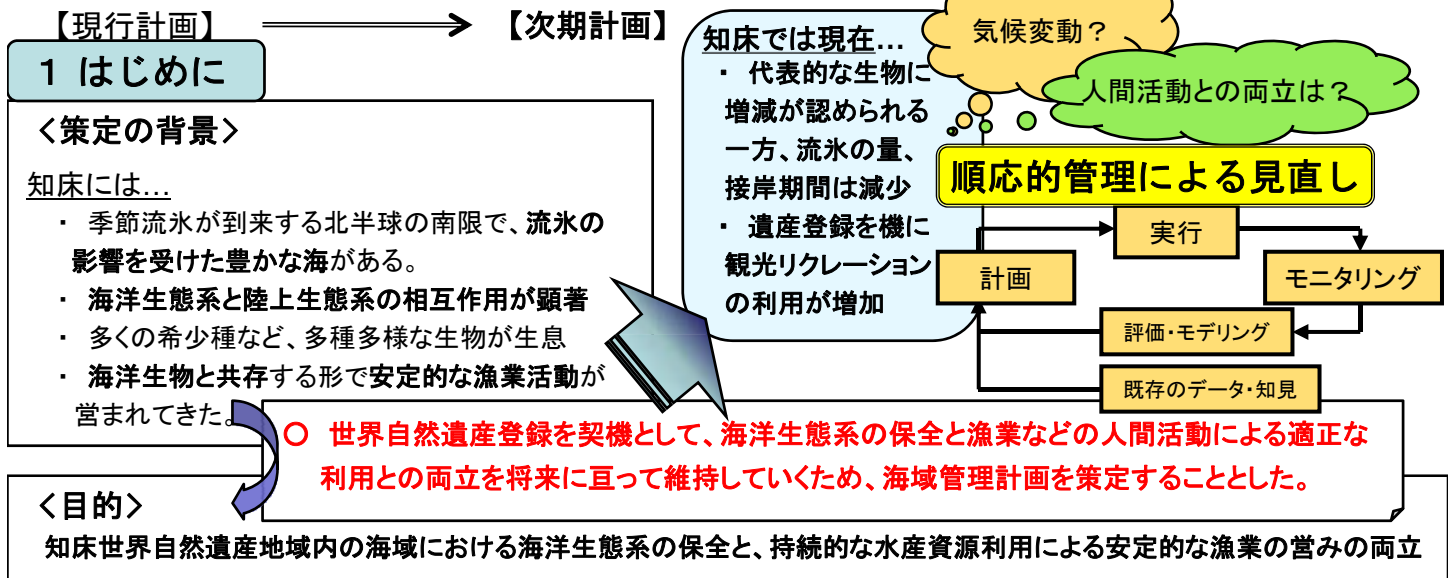 【現行計画】
【次期計画】
1 はじめに
<策定の背景>
知床には…
・ 季節流氷が到来する北半球の南限で、流氷の
影響を受けた豊かな海がある。
・ 海洋生態系と陸上生態系の相互作用が顕著
・ 多くの希少種など、多種多様な生物が生息
・ 海洋生物と共存する形で安定的な漁業活動が
営まれてきた。
知床では現在…
・ 代表的な生物に
増減が認められる
一方、流氷の量、
接岸期間は減少
・ 遺産登録を機に
観光リクレーション
の利用が増加
気候変動？
人間活動との両立は？
順応的管理による見直し
実行
計画
モニタリング
評価・モデリング
既存のデータ・知見
○ 世界自然遺産登録を契機として、海洋生態系の保全と漁業などの人間活動による適正な
利用との両立を将来に亘って維持していくため、海域管理計画を策定することとした。
<目的>
知床世界自然遺産地域内の海域における海洋生態系の保全と、持続的な水産資源利用による安定的な漁業の営みの両立